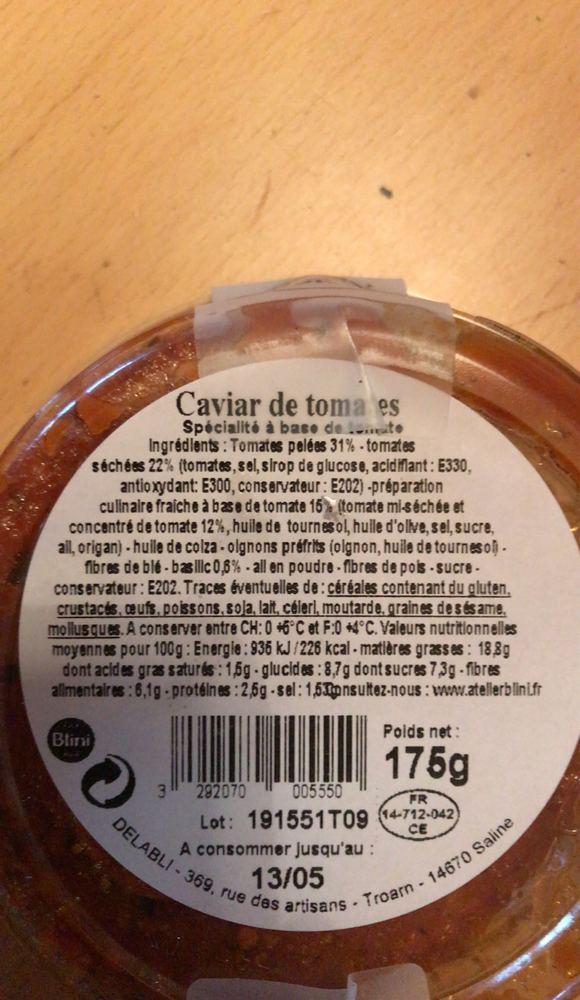 Caviar de tomates
Spécialité à base de tomate
Ingrédients : Tomates pelées 31% - tomates
séchées 22% (tomates, sel, sirop de glucose, acidifiant : E330,
antioxydant: E300, conservateur : E202) -préparation
culinaire fraîche à base de tomate 15% (tomate mi-séchée et
concentré de tomate 12%, huile de tournesol, huile d'olive, sel, sucre,
ail, origan) - huile de colza - oignons préfrits (oignon, huile de tournesol) -
fibres de blé - basilic 0,6% - ail en poudre - fibres de pois - sucre -
conservateur : E202. Traces éventuelles de : céréales contenant du gluten,
crustacés, œufs, poissons, soja, lait, céleri, moutarde, graines de sésame,
mollusques. A conserver entre CH: 0 +6°C et F:0 +4°C. Valeurs nutritionnelles
moyennes pour 100g : Energie : 935 kJ / 226 kcal - matières grasses : 18,8g
dont acides gras saturés : 1,6g - glucides : 8,7g dont sucres 7,3g - fibres
alimentaires : 6,1g - protéines : 2,6g - sel : Consultez-nous : www.atelierblini.fr
Blini
Poids net :
175g
3 292070 005550
Lot: 191551T09
FR
14-712-042
CE
A consommer jusqu'au :
13/05
DELABLI - 369, rue des artisans - Troarn - 14670 Saline